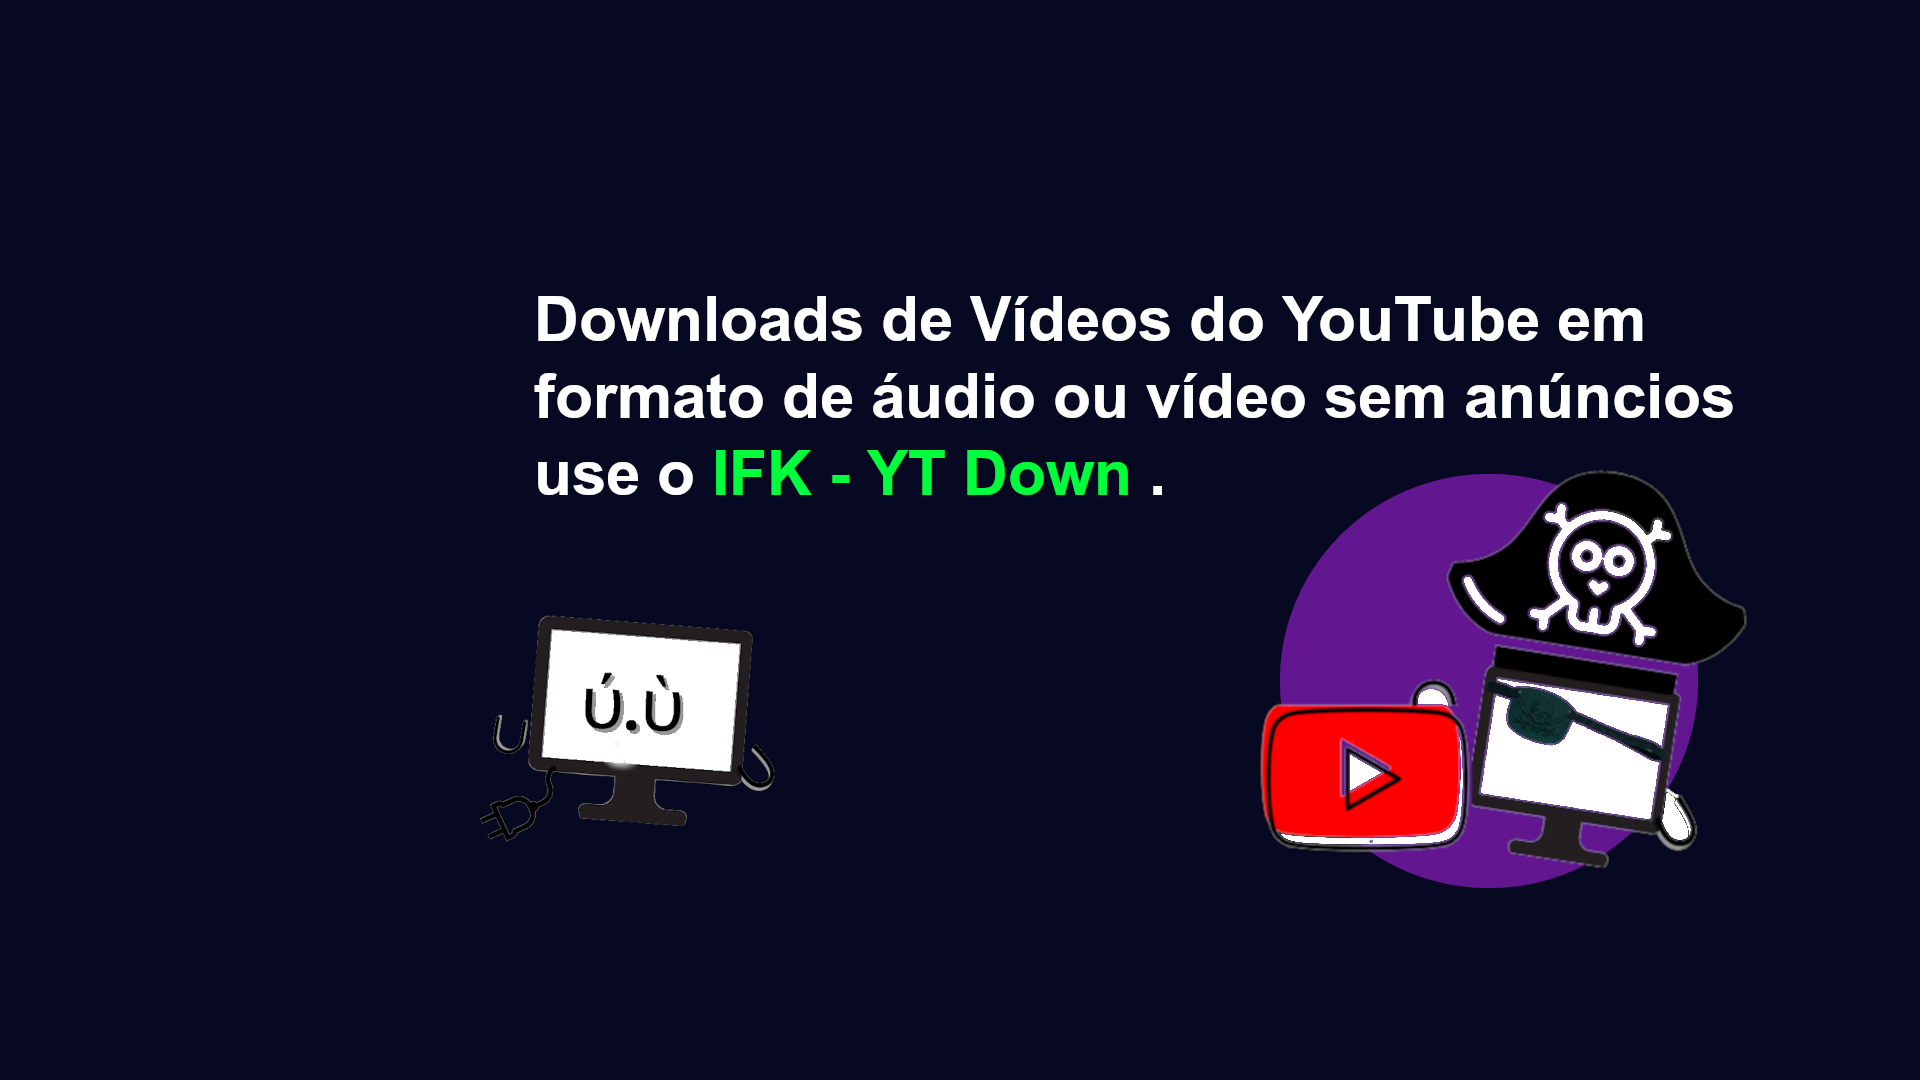 Downloads de Vídeos do YouTube em
formato de áudio ou vídeo sem anúncios
use o IFK - YT Down .
Ú.Ù